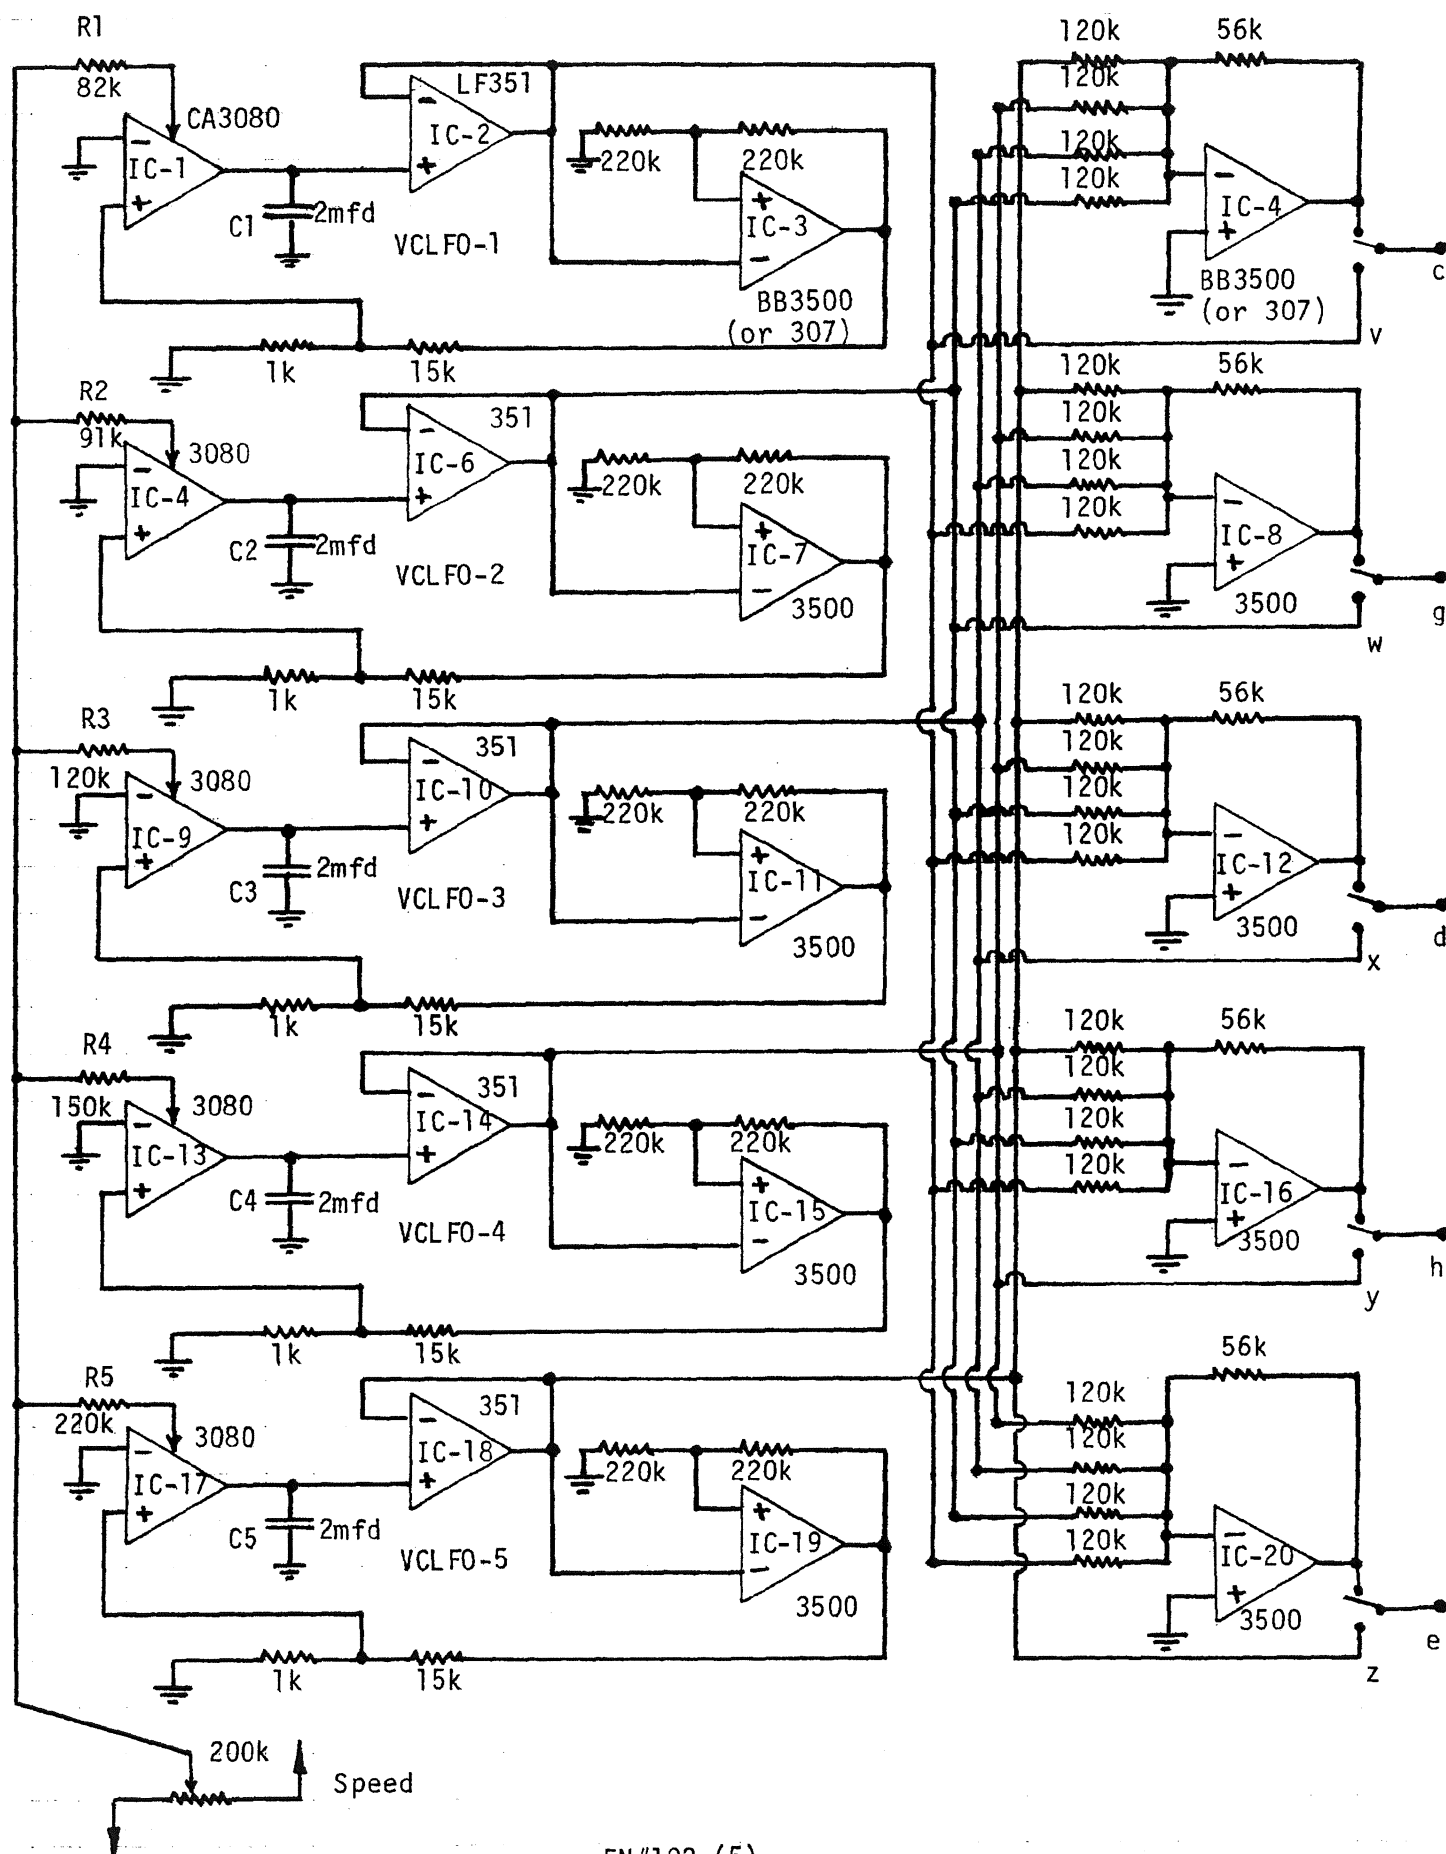 R1
82k
CA3080
IC-1
C1
2mfd
LF351
IC-2
VCLFO-1
220k
220k
IC-3
BB3500
(or 307)
1k
15k
120k
120k
120k
120k
56k
IC-4
BB3500
(or 307)
c
v
R2
91k
3080
IC-4
C2
2mfd
351
IC-6
VCLFO-2
220k
220k
IC-7
3500
1k
15k
120k
120k
120k
120k
56k
IC-8
3500
g
w
R3
120k
3080
IC-9
C3
2mfd
351
IC-10
VCLFO-3
220k
220k
IC-11
3500
1k
15k
120k
120k
120k
120k
56k
IC-12
3500
d
x
R4
150k
3080
IC-13
C4
2mfd
351
IC-14
VCLFO-4
220k
220k
IC-15
3500
1k
15k
120k
120k
120k
120k
56k
IC-16
3500
h
y
R5
220k
3080
IC-17
C5
2mfd
351
IC-18
VCLFO-5
220k
220k
IC-19
3500
1k
15k
120k
120k
120k
120k
56k
IC-20
3500
e
z
200k
Speed